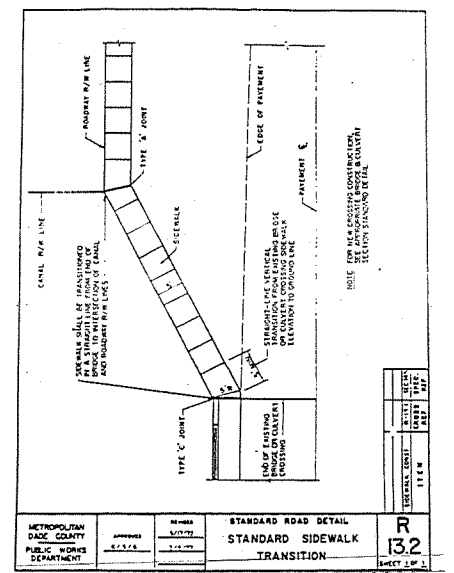 ROADWAY R/W LINE
TYPE "A" JOINT
EDGE OF PAVEMENT
PAVEMENT ℄
CANAL R/W LINE
SIDEWALK
SIDEWALK SHALL BE TRANSITIONED
IN A STRAIGHT LINE FROM END OF
BRIDGE TO INTERSECTION OF CANAL
AND ROADWAY R/W LINES
STRAIGHT-LINE VERTICAL
TRANSITION FROM EXISTING BRIDGE
OR CULVERT CROSSING SIDEWALK
ELEVATION TO GROUND LINE
NOTE FOR NEW CROSSING CONSTRUCTION,
SEE APPROPRIATE BRIDGE & CULVERT
SECTION STANDARD DETAIL
TYPE "C" JOINT
END OF EXISTING
BRIDGE OR CULVERT
CROSSING
SIDEWALK CONST
ITEM
CROSS
REF
SPEC.
REF
METROPOLITAN
DADE COUNTY
PUBLIC WORKS
DEPARTMENT
APPROVED
REVISED
STANDARD ROAD DETAIL
STANDARD SIDEWALK
TRANSITION
R
13.2
SHEET 1 OF 1